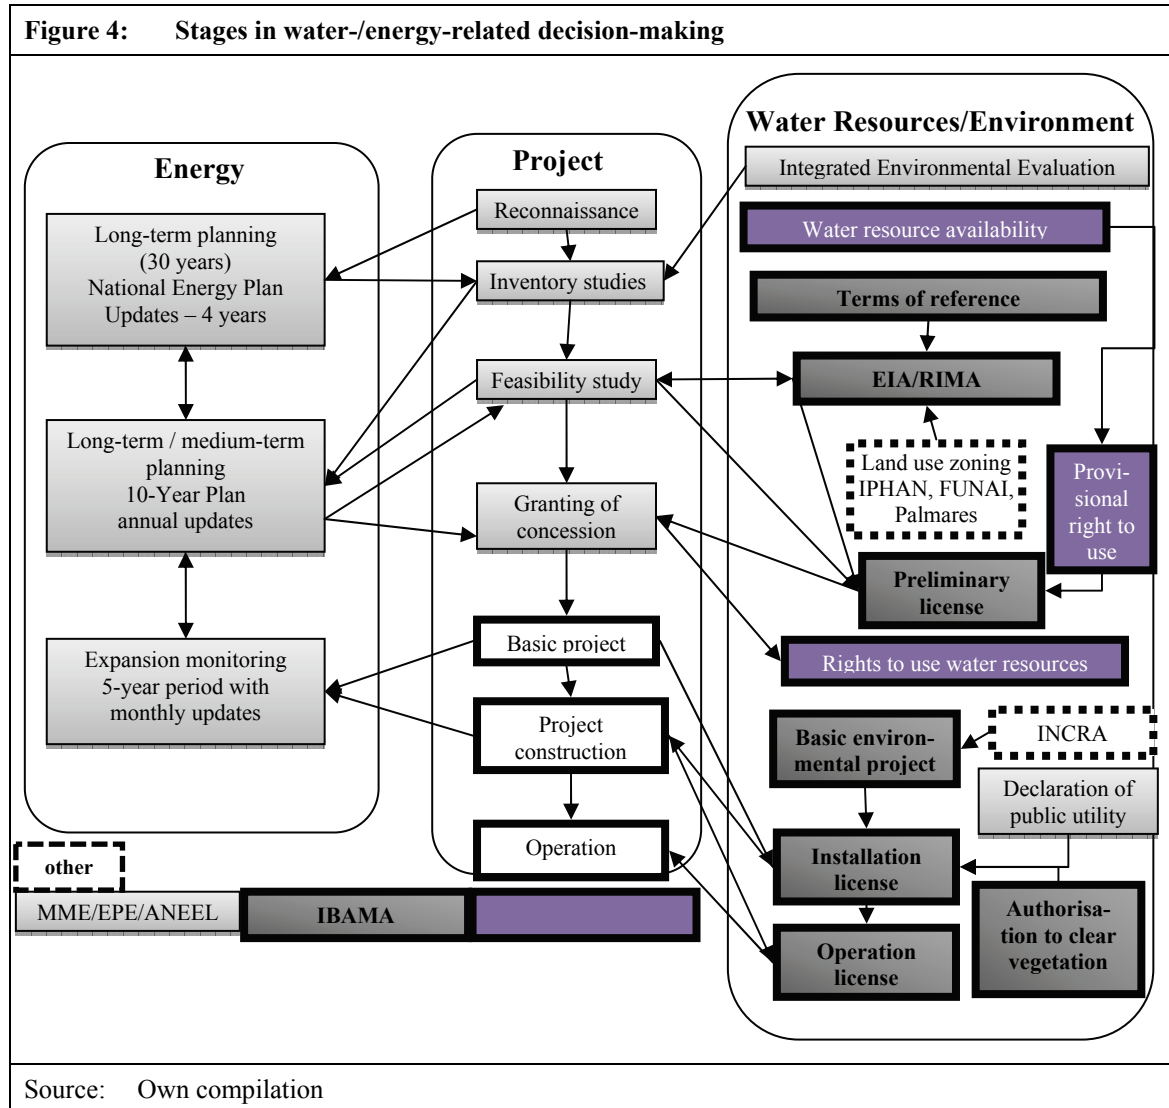 Figure 4: Stages in water-/energy-related decision-making
Energy
Long-term planning
(30 years)
National Energy Plan
Updates – 4 years
Long-term / medium-term
planning
10-Year Plan
annual updates
Expansion monitoring
5-year period with
monthly updates
Project
Reconnaissance
Inventory studies
Feasibility study
Granting of
concession
Basic project
Project
construction
Operation
Water Resources/Environment
Integrated Environmental Evaluation
Water resource availability
Terms of reference
EIA/RIMA
Land use zoning
IPHAN, FUNAI,
Palmares
Provi-
sional
right to
use
Preliminary
license
Rights to use water resources
Basic environ-
mental project
INCRA
Declaration of
public utility
Installation
license
Authorisa-
tion to clear
vegetation
Operation
license
other
MME/EPE/ANEEL
IBAMA
Source: Own compilation